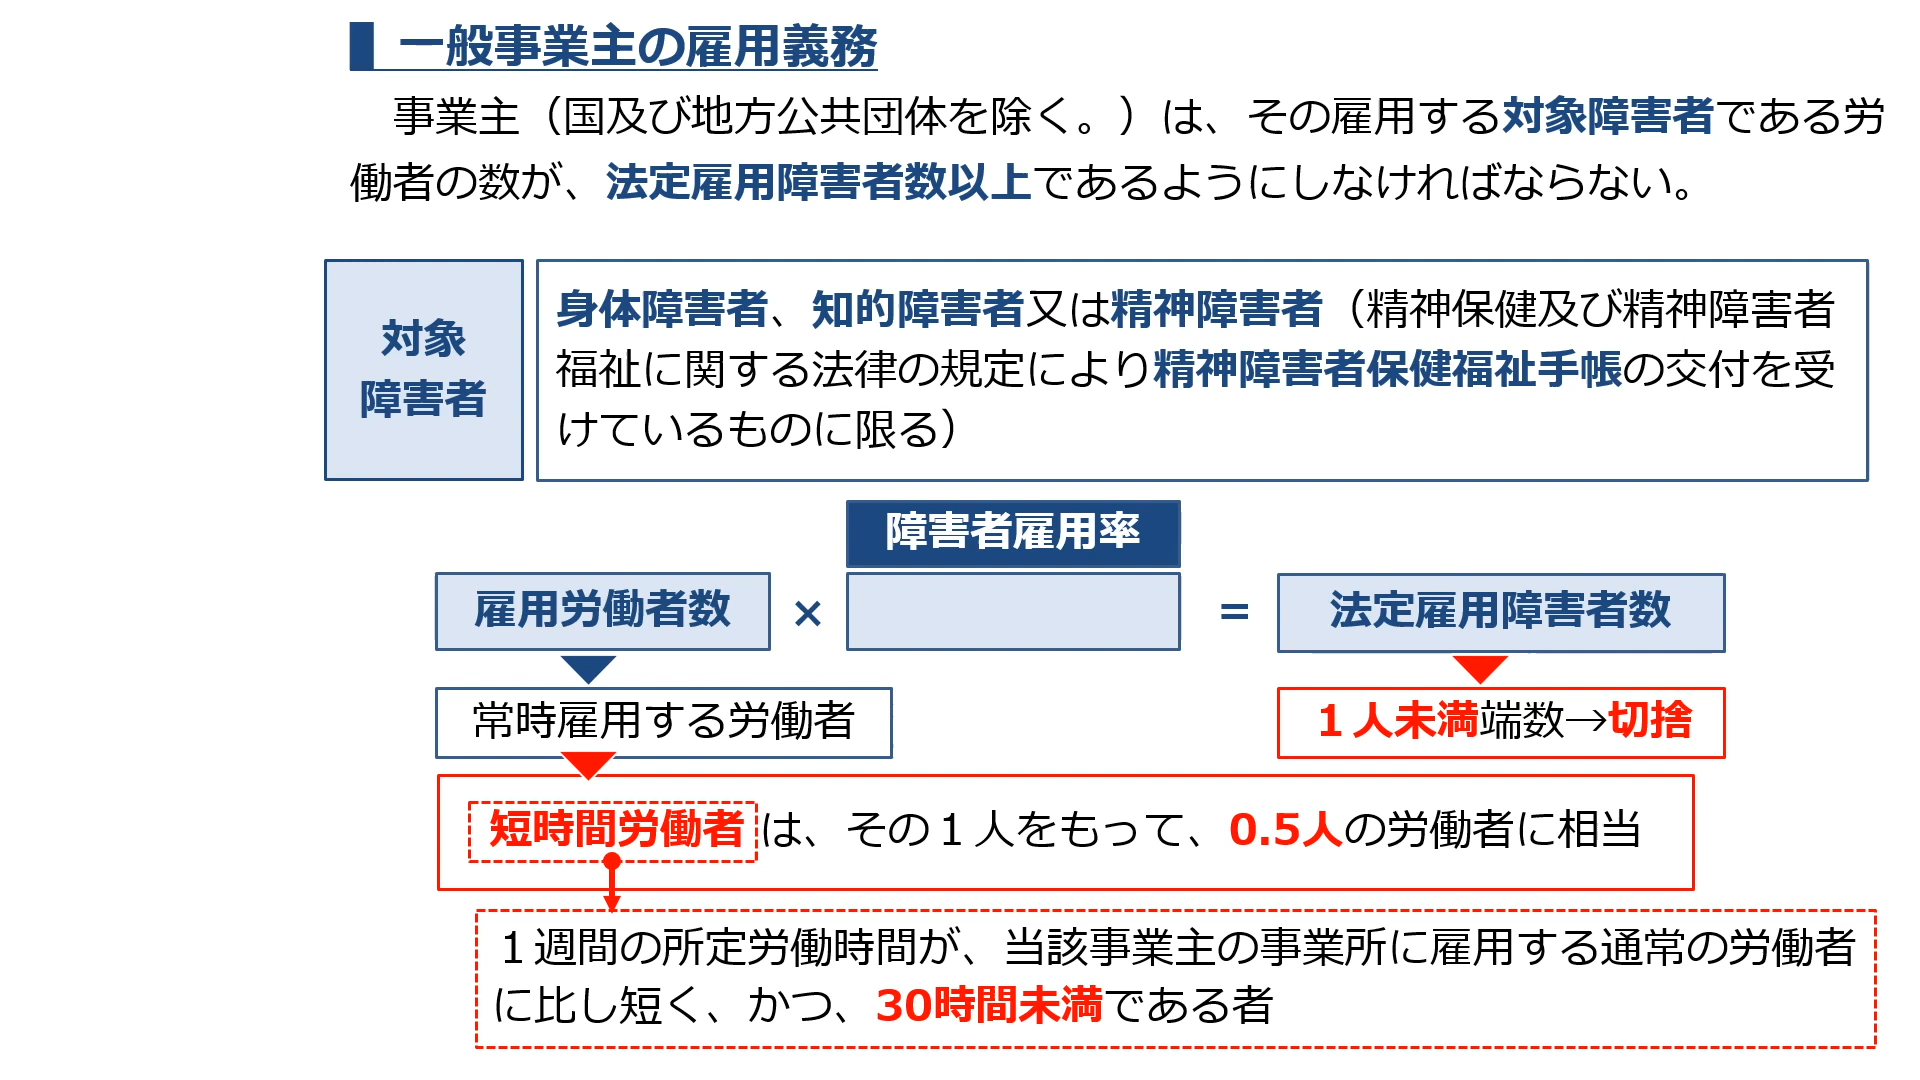 一般事業主の雇用義務
事業主（国及び地方公共団体を除く。）は、その雇用する対象障害者である労
働者の数が、法定雇用障害者数以上であるようにしなければならない。
対象
障害者
身体障害者、知的障害者又は精神障害者（精神保健及び精神障害者
福祉に関する法律の規定により精神障害者保健福祉手帳の交付を受
けているものに限る）
障害者雇用率
雇用労働者数 × = 法定雇用障害者数
常時雇用する労働者
１人未満端数→切捨
短時間労働者は、その１人をもって、0.5人の労働者に相当
１週間の所定労働時間が、当該事業主の事業所に雇用する通常の労働者
に比し短く、かつ、30時間未満である者